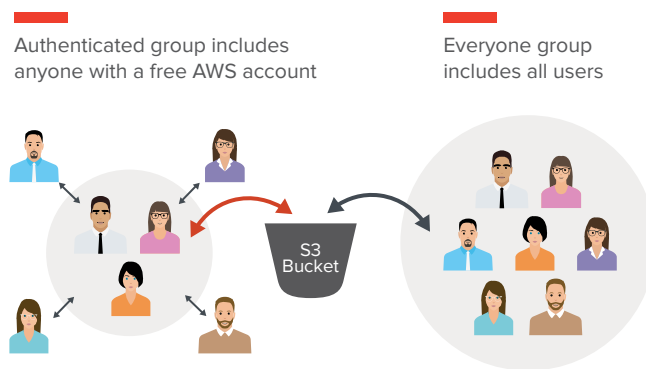 Authenticated group includes
anyone with a free AWS account
Everyone group
includes all users
S3
Bucket